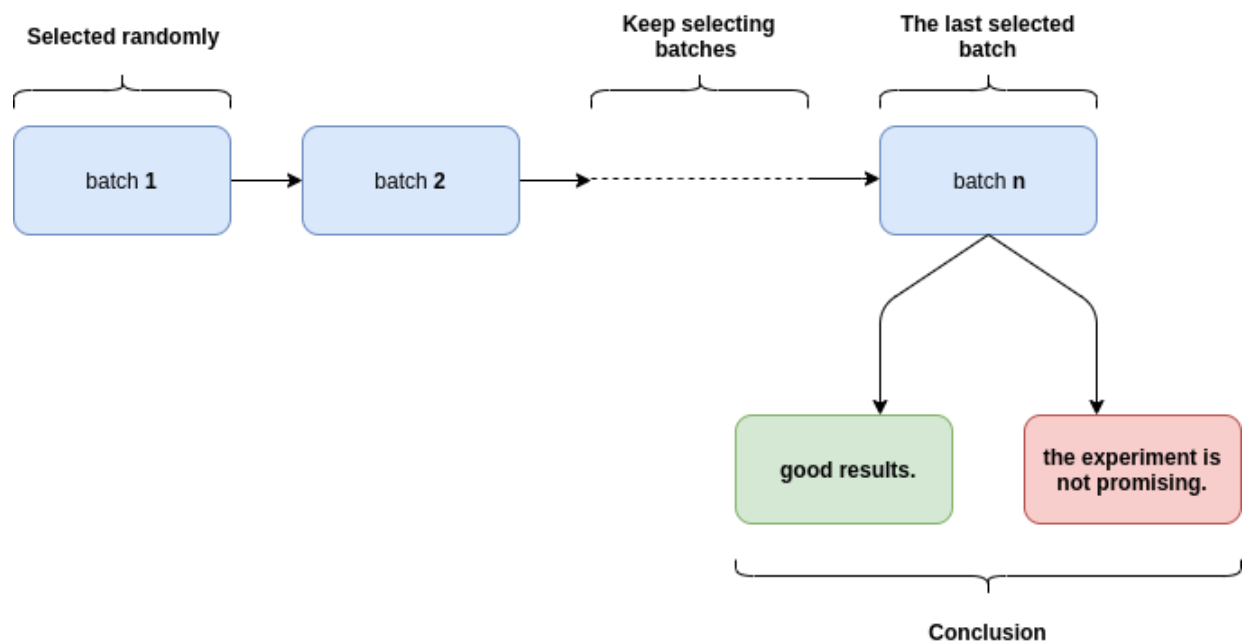 Selected randomly
Keep selecting
batches
The last selected
batch
batch 1
batch 2
batch n
good results.
the experiment is
not promising.
Conclusion